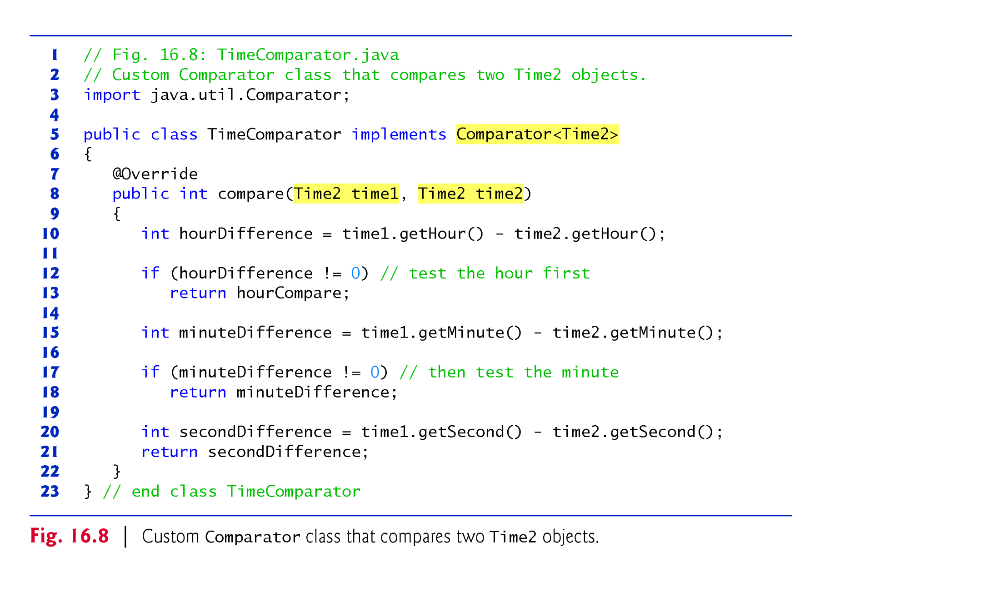 1 // Fig. 16.8: TimeComparator.java
2 // Custom Comparator class that compares two Time2 objects.
3 import java.util.Comparator;
4
5 public class TimeComparator implements Comparator<Time2>
6 {
7    @Override
8    public int compare(Time2 time1, Time2 time2)
9    {
10       int hourDifference = time1.getHour() - time2.getHour();
11
12       if (hourDifference != 0) // test the hour first
13          return hourCompare;
14
15       int minuteDifference = time1.getMinute() - time2.getMinute();
16
17       if (minuteDifference != 0) // then test the minute
18          return minuteDifference;
19
20       int secondDifference = time1.getSecond() - time2.getSecond();
21       return secondDifference;
22    }
23 } // end class TimeComparator
Fig. 16.8 | Custom Comparator class that compares two Time2 objects.